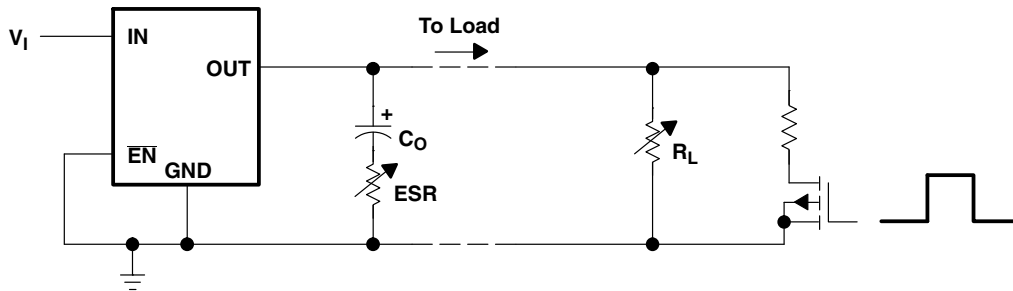 To Load
V_I
IN
OUT
+
C_O
EN
GND
ESR
R_L